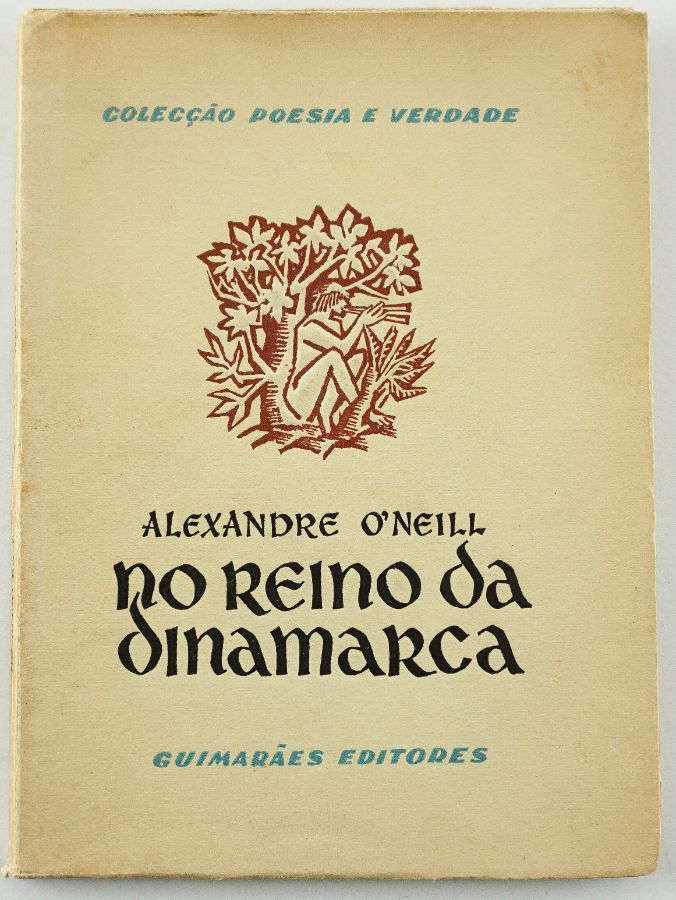 COLECÇÃO POESIA E VERDADE
ALEXANDRE O'NEILL
NO REINO DA
DINAMARCA
GUIMARÃES EDITORES